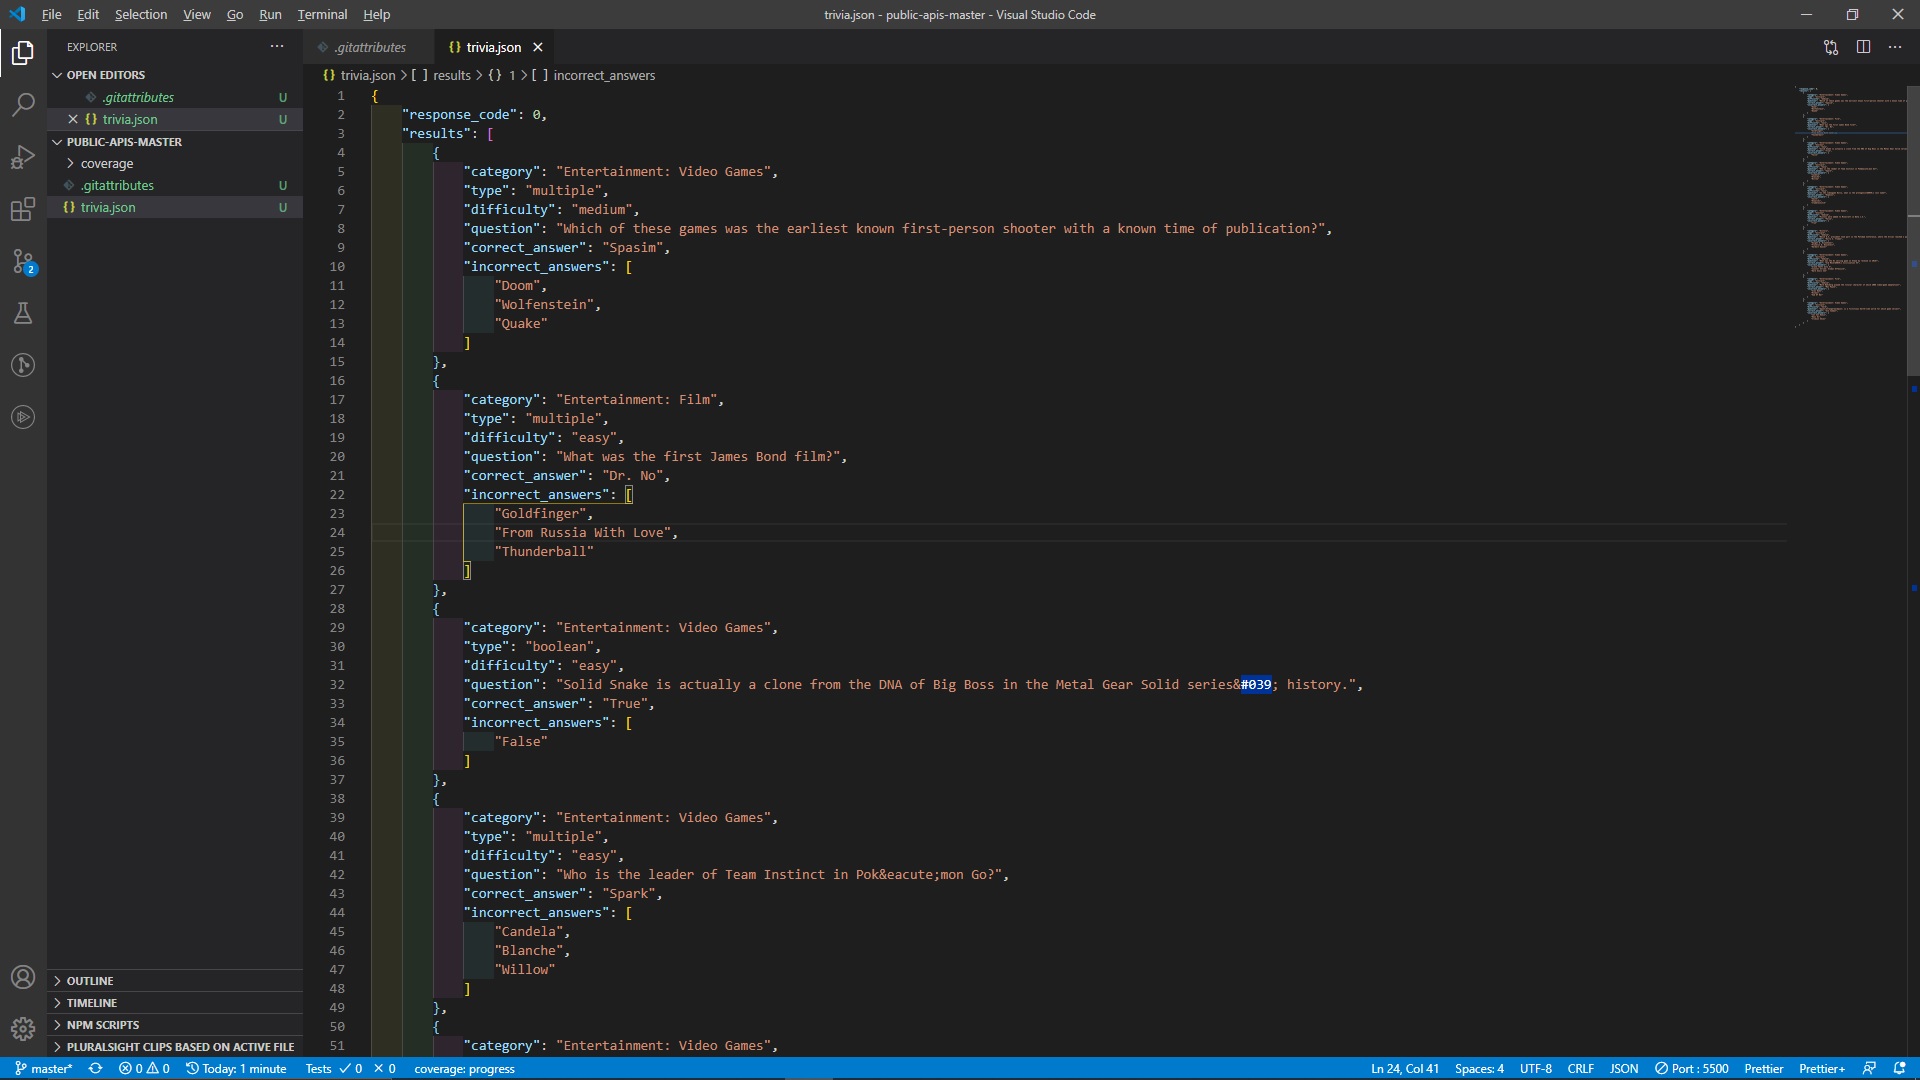 File Edit Selection View Go Run Terminal Help
trivia.json - public-apis-master - Visual Studio Code
EXPLORER
OPEN EDITORS
.gitattributes U
{} trivia.json U
PUBLIC-APIS-MASTER
coverage
.gitattributes U
{} trivia.json U
2
OUTLINE
TIMELINE
NPM SCRIPTS
PLURALSIGHT CLIPS BASED ON ACTIVE FILE
.gitattributes
{} trivia.json
{} trivia.json > [ ] results > {} 1 > [ ] incorrect_answers
1 {
2 "response_code": 0,
3 "results": [
4 {
5 "category": "Entertainment: Video Games",
6 "type": "multiple",
7 "difficulty": "medium",
8 "question": "Which of these games was the earliest known first-person shooter with a known time of publication?",
9 "correct_answer": "Spasim",
10 "incorrect_answers": [
11 "Doom",
12 "Wolfenstein",
13 "Quake"
14 ]
15 },
16 {
17 "category": "Entertainment: Film",
18 "type": "multiple",
19 "difficulty": "easy",
20 "question": "What was the first James Bond film?",
21 "correct_answer": "Dr. No",
22 "incorrect_answers": [
23 "Goldfinger",
24 "From Russia With Love",
25 "Thunderball"
26 ]
27 },
28 {
29 "category": "Entertainment: Video Games",
30 "type": "boolean",
31 "difficulty": "easy",
32 "question": "Solid Snake is actually a clone from the DNA of Big Boss in the Metal Gear Solid series&#039; history.",
33 "correct_answer": "True",
34 "incorrect_answers": [
35 "False"
36 ]
37 },
38 {
39 "category": "Entertainment: Video Games",
40 "type": "multiple",
41 "difficulty": "easy",
42 "question": "Who is the leader of Team Instinct in Pok&eacute;mon Go?",
43 "correct_answer": "Spark",
44 "incorrect_answers": [
45 "Candela",
46 "Blanche",
47 "Willow"
48 ]
49 },
50 {
51 "category": "Entertainment: Video Games",
master* 0 0 Today: 1 minute Tests 0 0 coverage: progress Ln 24, Col 41 Spaces: 4 UTF-8 CRLF JSON Port : 5500 Prettier Prettier+